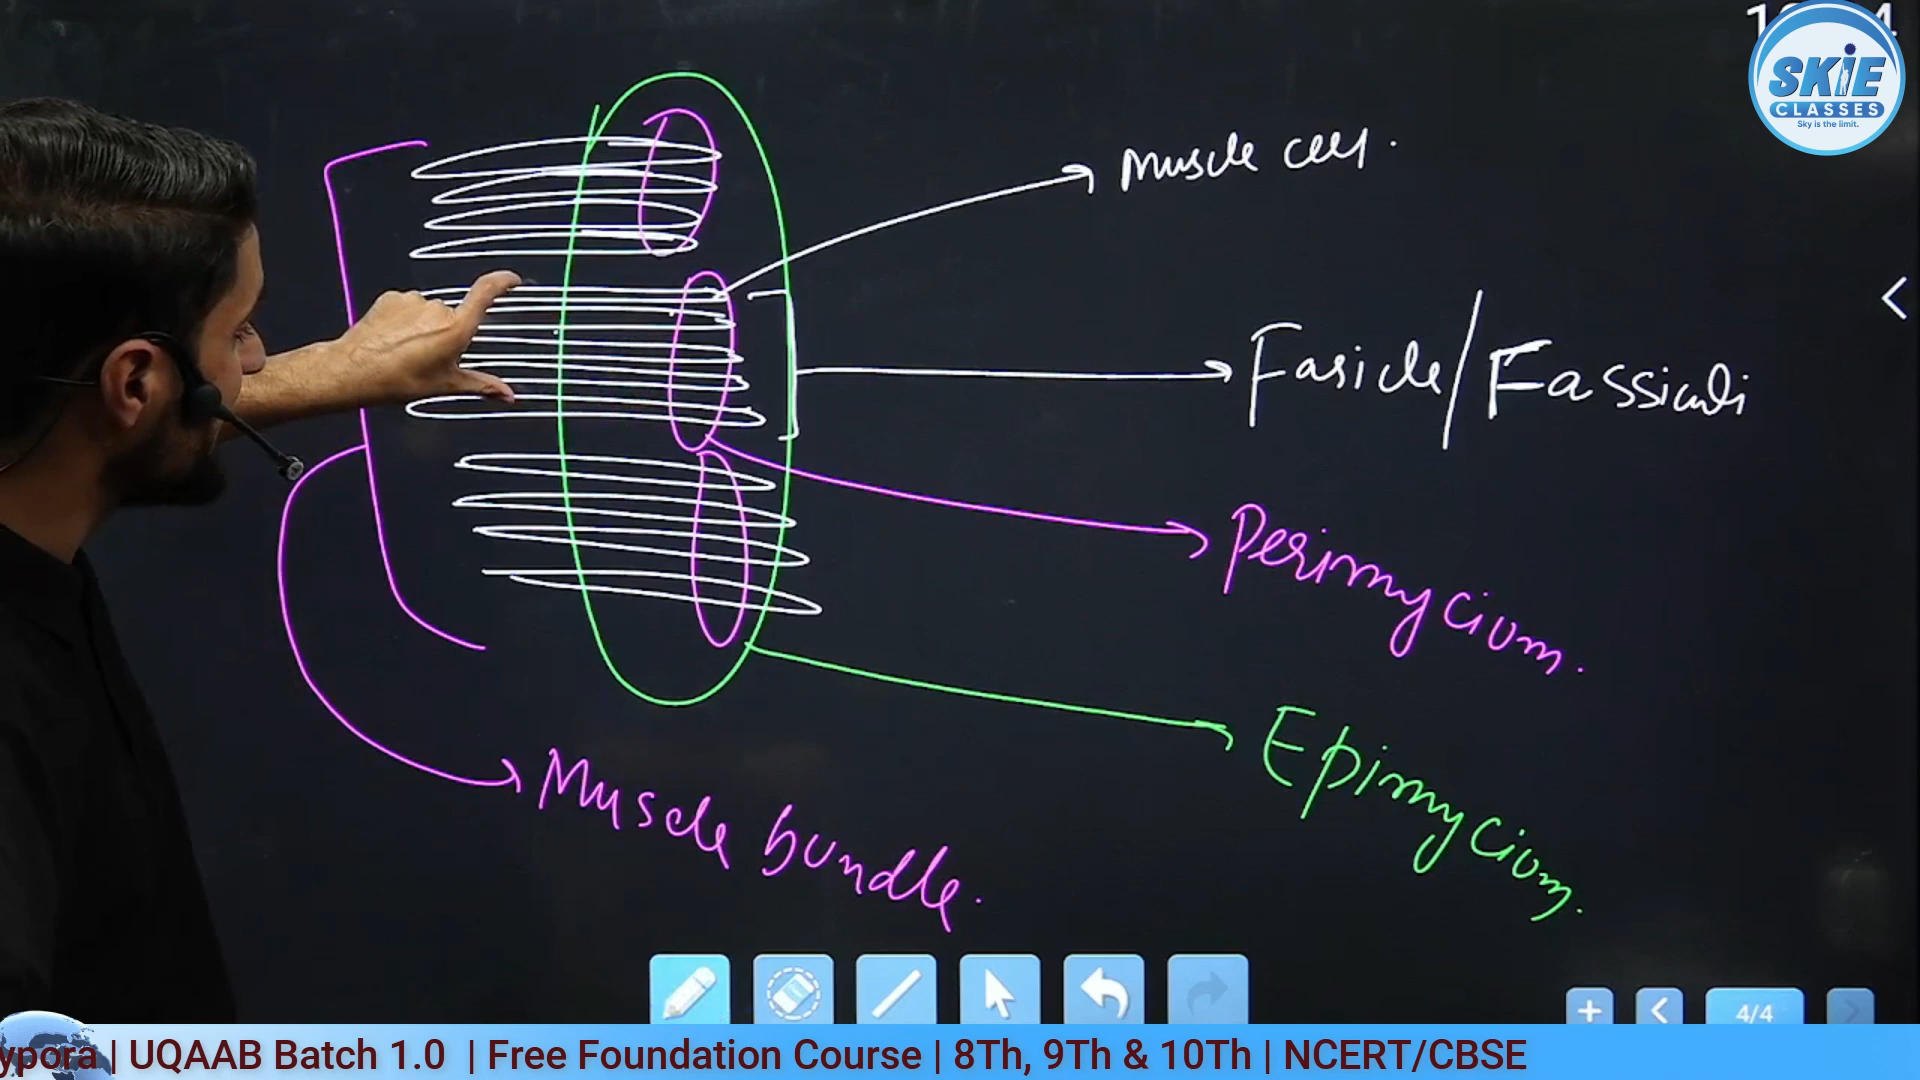 SKIE
CLASSES
Sky is the limit.
Muscle cell.
Fasicle/Fassiculi
Perimycium.
Epimycium.
Muscle bundle.
4/4
ypora | UQAAB Batch 1.0 | Free Foundation Course | 8Th, 9Th & 10Th | NCERT/CBSE